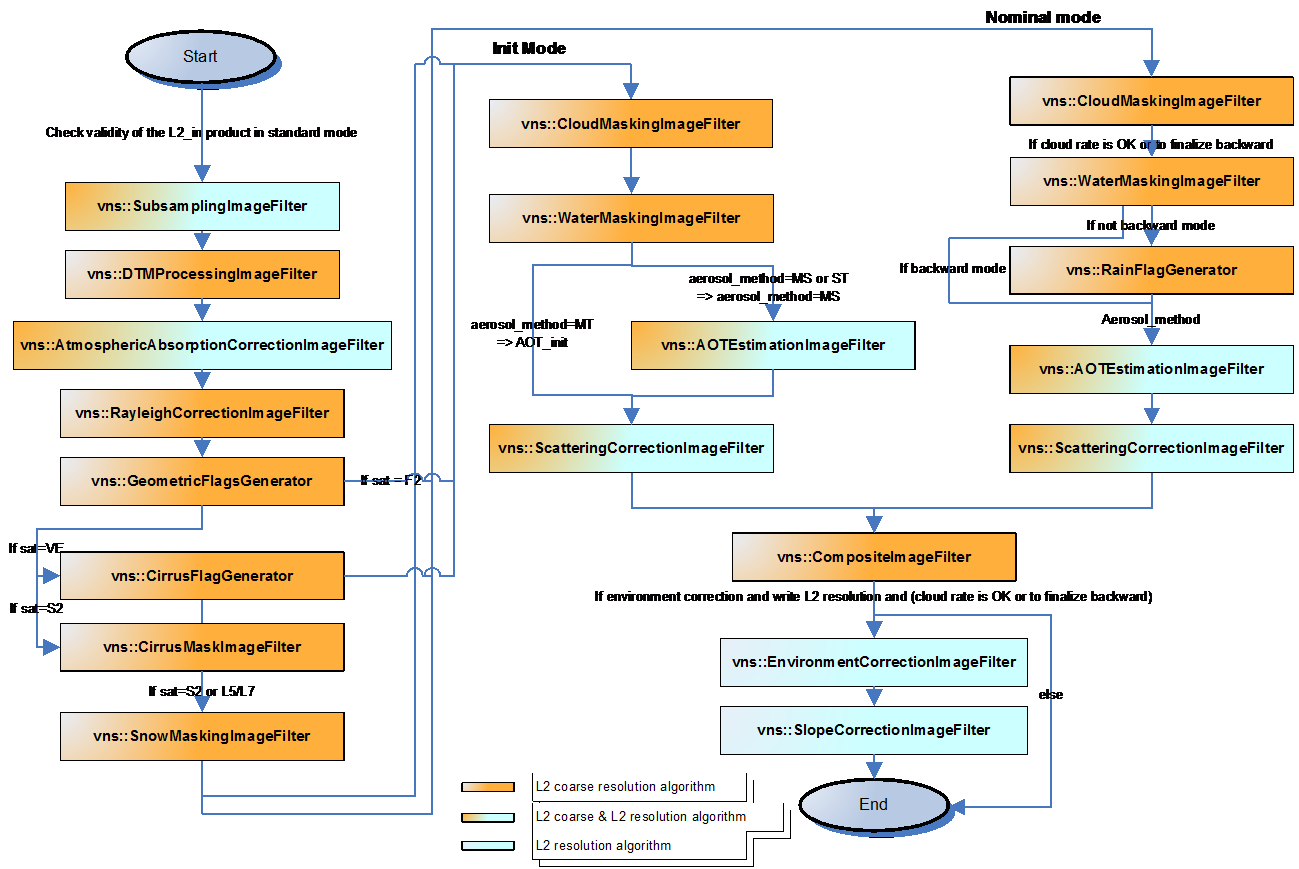 Nominal mode
Init Mode
Start
Check validity of the L2_in product in standard mode
vns::SubsamplingImageFilter
vns::DTMProcessingImageFilter
vns::AtmosphericAbsorptionCorrectionImageFilter
vns::RayleighCorrectionImageFilter
vns::GeometricFlagsGenerator
If sat = F2
If sat=VE
vns::CirrusFlagGenerator
If sat=S2
vns::CirrusMaskImageFilter
If sat=S2 or L5/L7
vns::SnowMaskingImageFilter
vns::CloudMaskingImageFilter
vns::WaterMaskingImageFilter
aerosol_method=MS or ST
=> aerosol_method=MS
aerosol_method=MT
=> AOT_init
vns::AOTEstimationImageFilter
vns::ScatteringCorrectionImageFilter
vns::CloudMaskingImageFilter
If cloud rate is OK or to finalize backward
vns::WaterMaskingImageFilter
If not backward mode
If backward mode
vns::RainFlagGenerator
Aerosol_method
vns::AOTEstimationImageFilter
vns::ScatteringCorrectionImageFilter
vns::CompositeImageFilter
If environment correction and write L2 resolution and (cloud rate is OK or to finalize backward)
vns::EnvironmentCorrectionImageFilter
else
vns::SlopeCorrectionImageFilter
End
L2 coarse resolution algorithm
L2 coarse & L2 resolution algorithm
L2 resolution algorithm